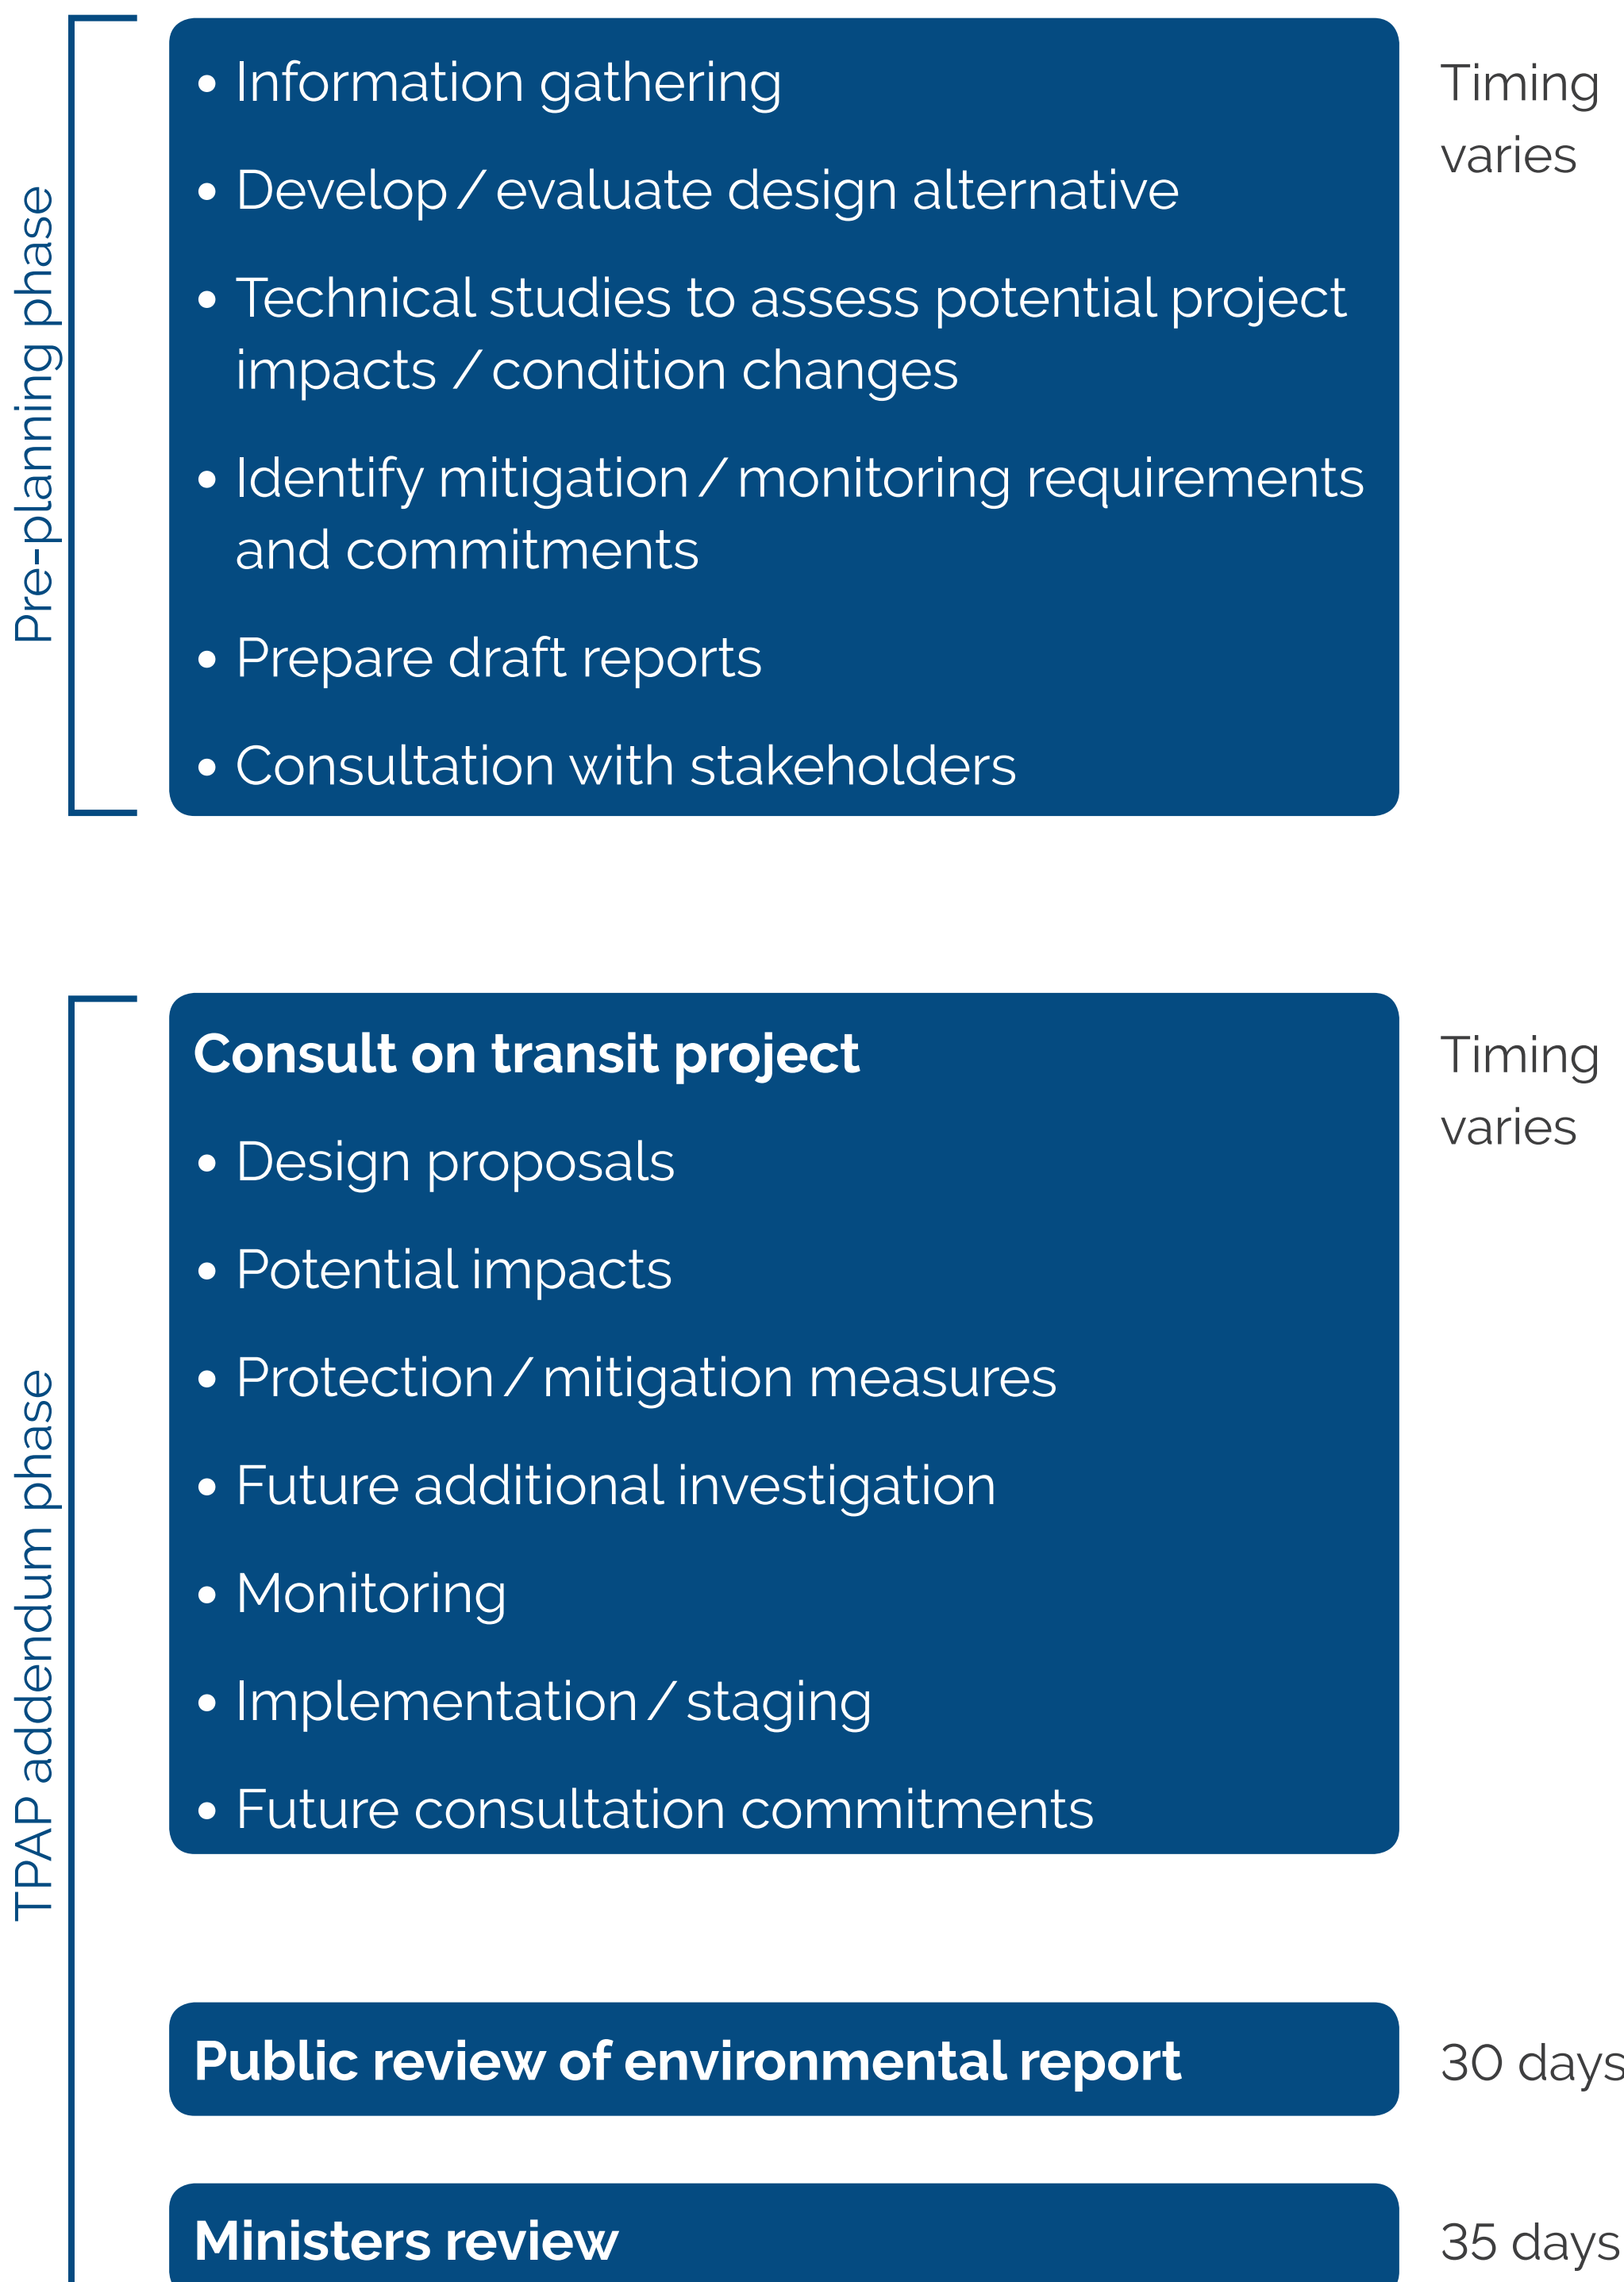 Pre-planning phase
• Information gathering
• Develop / evaluate design alternative
• Technical studies to assess potential project
impacts / condition changes
• Identify mitigation / monitoring requirements
and commitments
• Prepare draft reports
• Consultation with stakeholders
Timing
varies
TPAP addendum phase
Consult on transit project
• Design proposals
• Potential impacts
• Protection / mitigation measures
• Future additional investigation
• Monitoring
• Implementation / staging
• Future consultation commitments
Timing
varies
Public review of environmental report
30 days
Ministers review
35 days